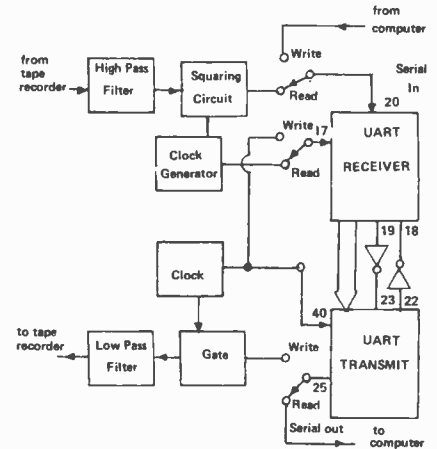 from
computer
from
tape
recorder
High Pass
Filter
Squaring
Circuit
Write
Read
Serial
In
20
Clock
Generator
Write
17
Read
UART
RECEIVER
19
18
Clock
23
22
40
to tape
recorder
Low Pass
Filter
Gate
Write
25
Read
UART
TRANSMIT
Serial out
to
computer